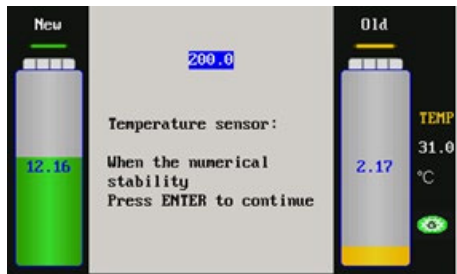 New
Old
200.0
Temperature sensor:
When the numerical
stability
Press ENTER to continue
12.16
2.17
TEMP
31.0
°C